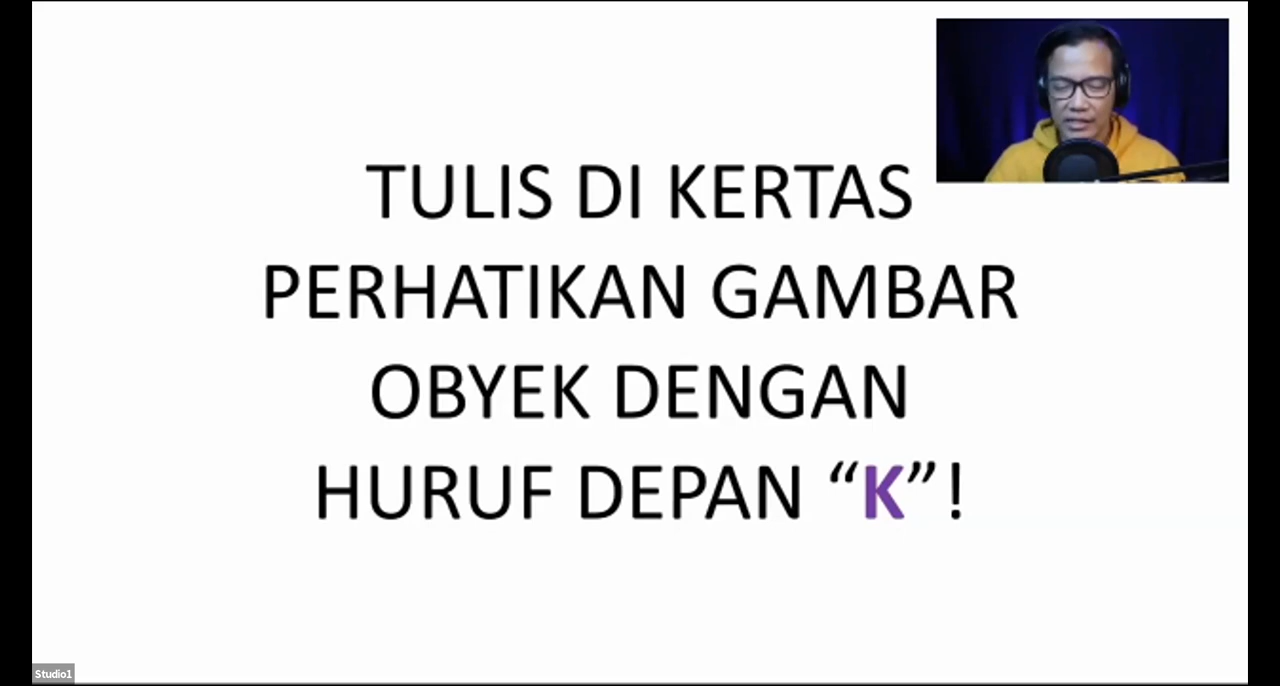 TULIS DI KERTAS
PERHATIKAN GAMBAR
OBYEK DENGAN
HURUF DEPAN “K”!
Studio1